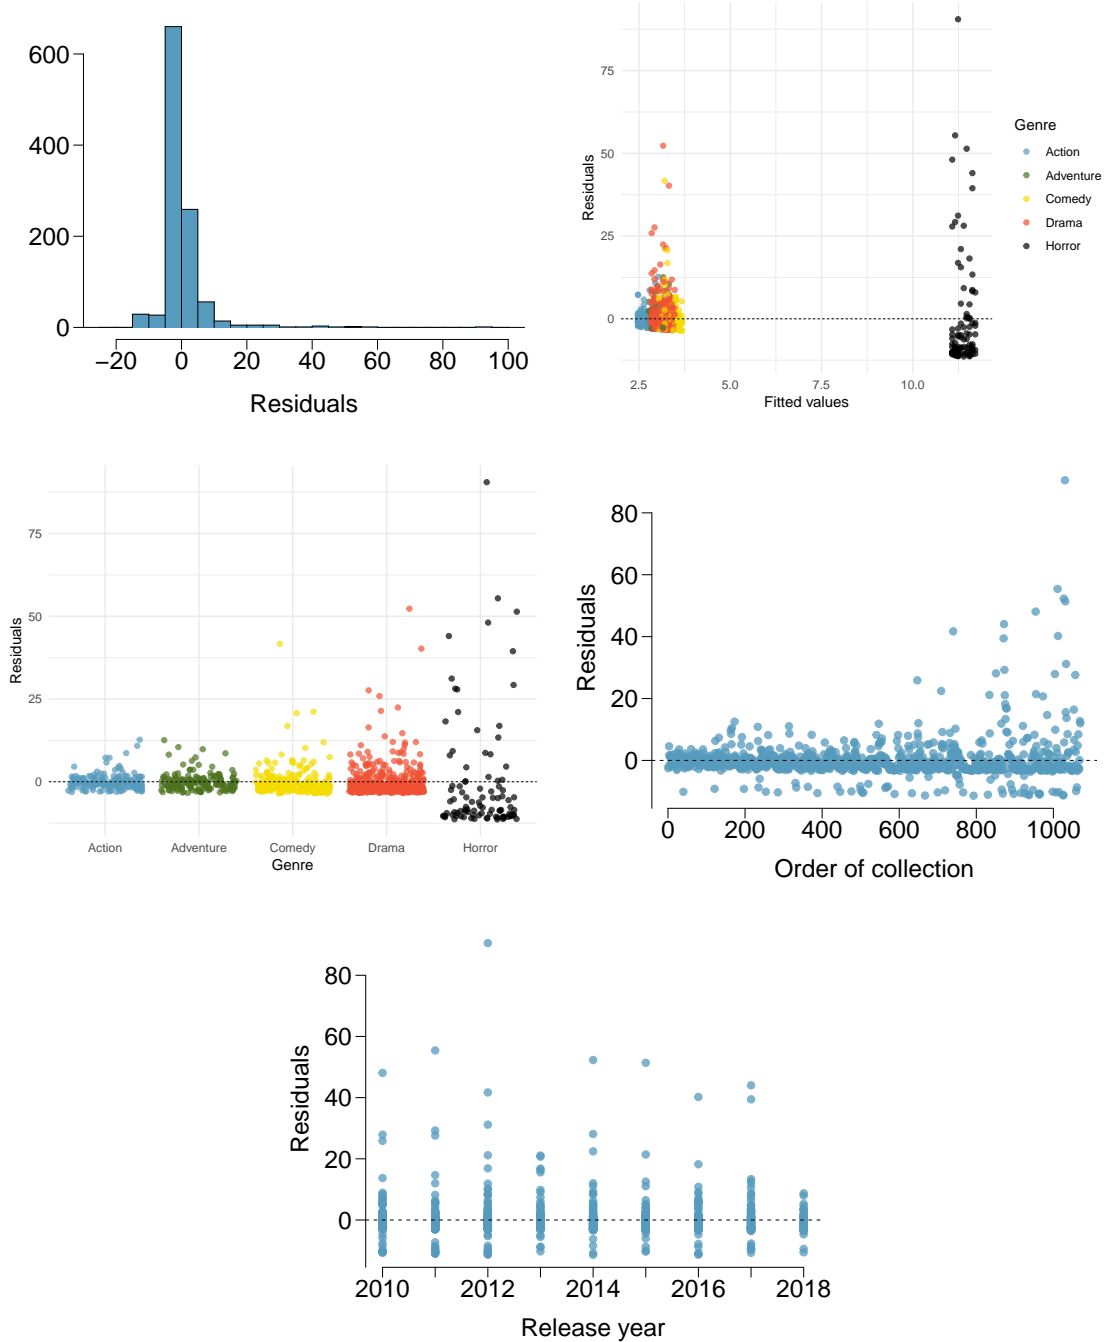 600
400
200
0
−20 0 20 40 60 80 100
Residuals
75
50
25
0
Residuals
2.5 5.0 7.5 10.0
Fitted values
Genre
Action
Adventure
Comedy
Drama
Horror
75
50
25
0
Residuals
Action Adventure Comedy Drama Horror
Genre
80
60
40
20
0
Residuals
0 200 400 600 800 1000
Order of collection
80
60
40
20
0
Residuals
2010 2012 2014 2016 2018
Release year